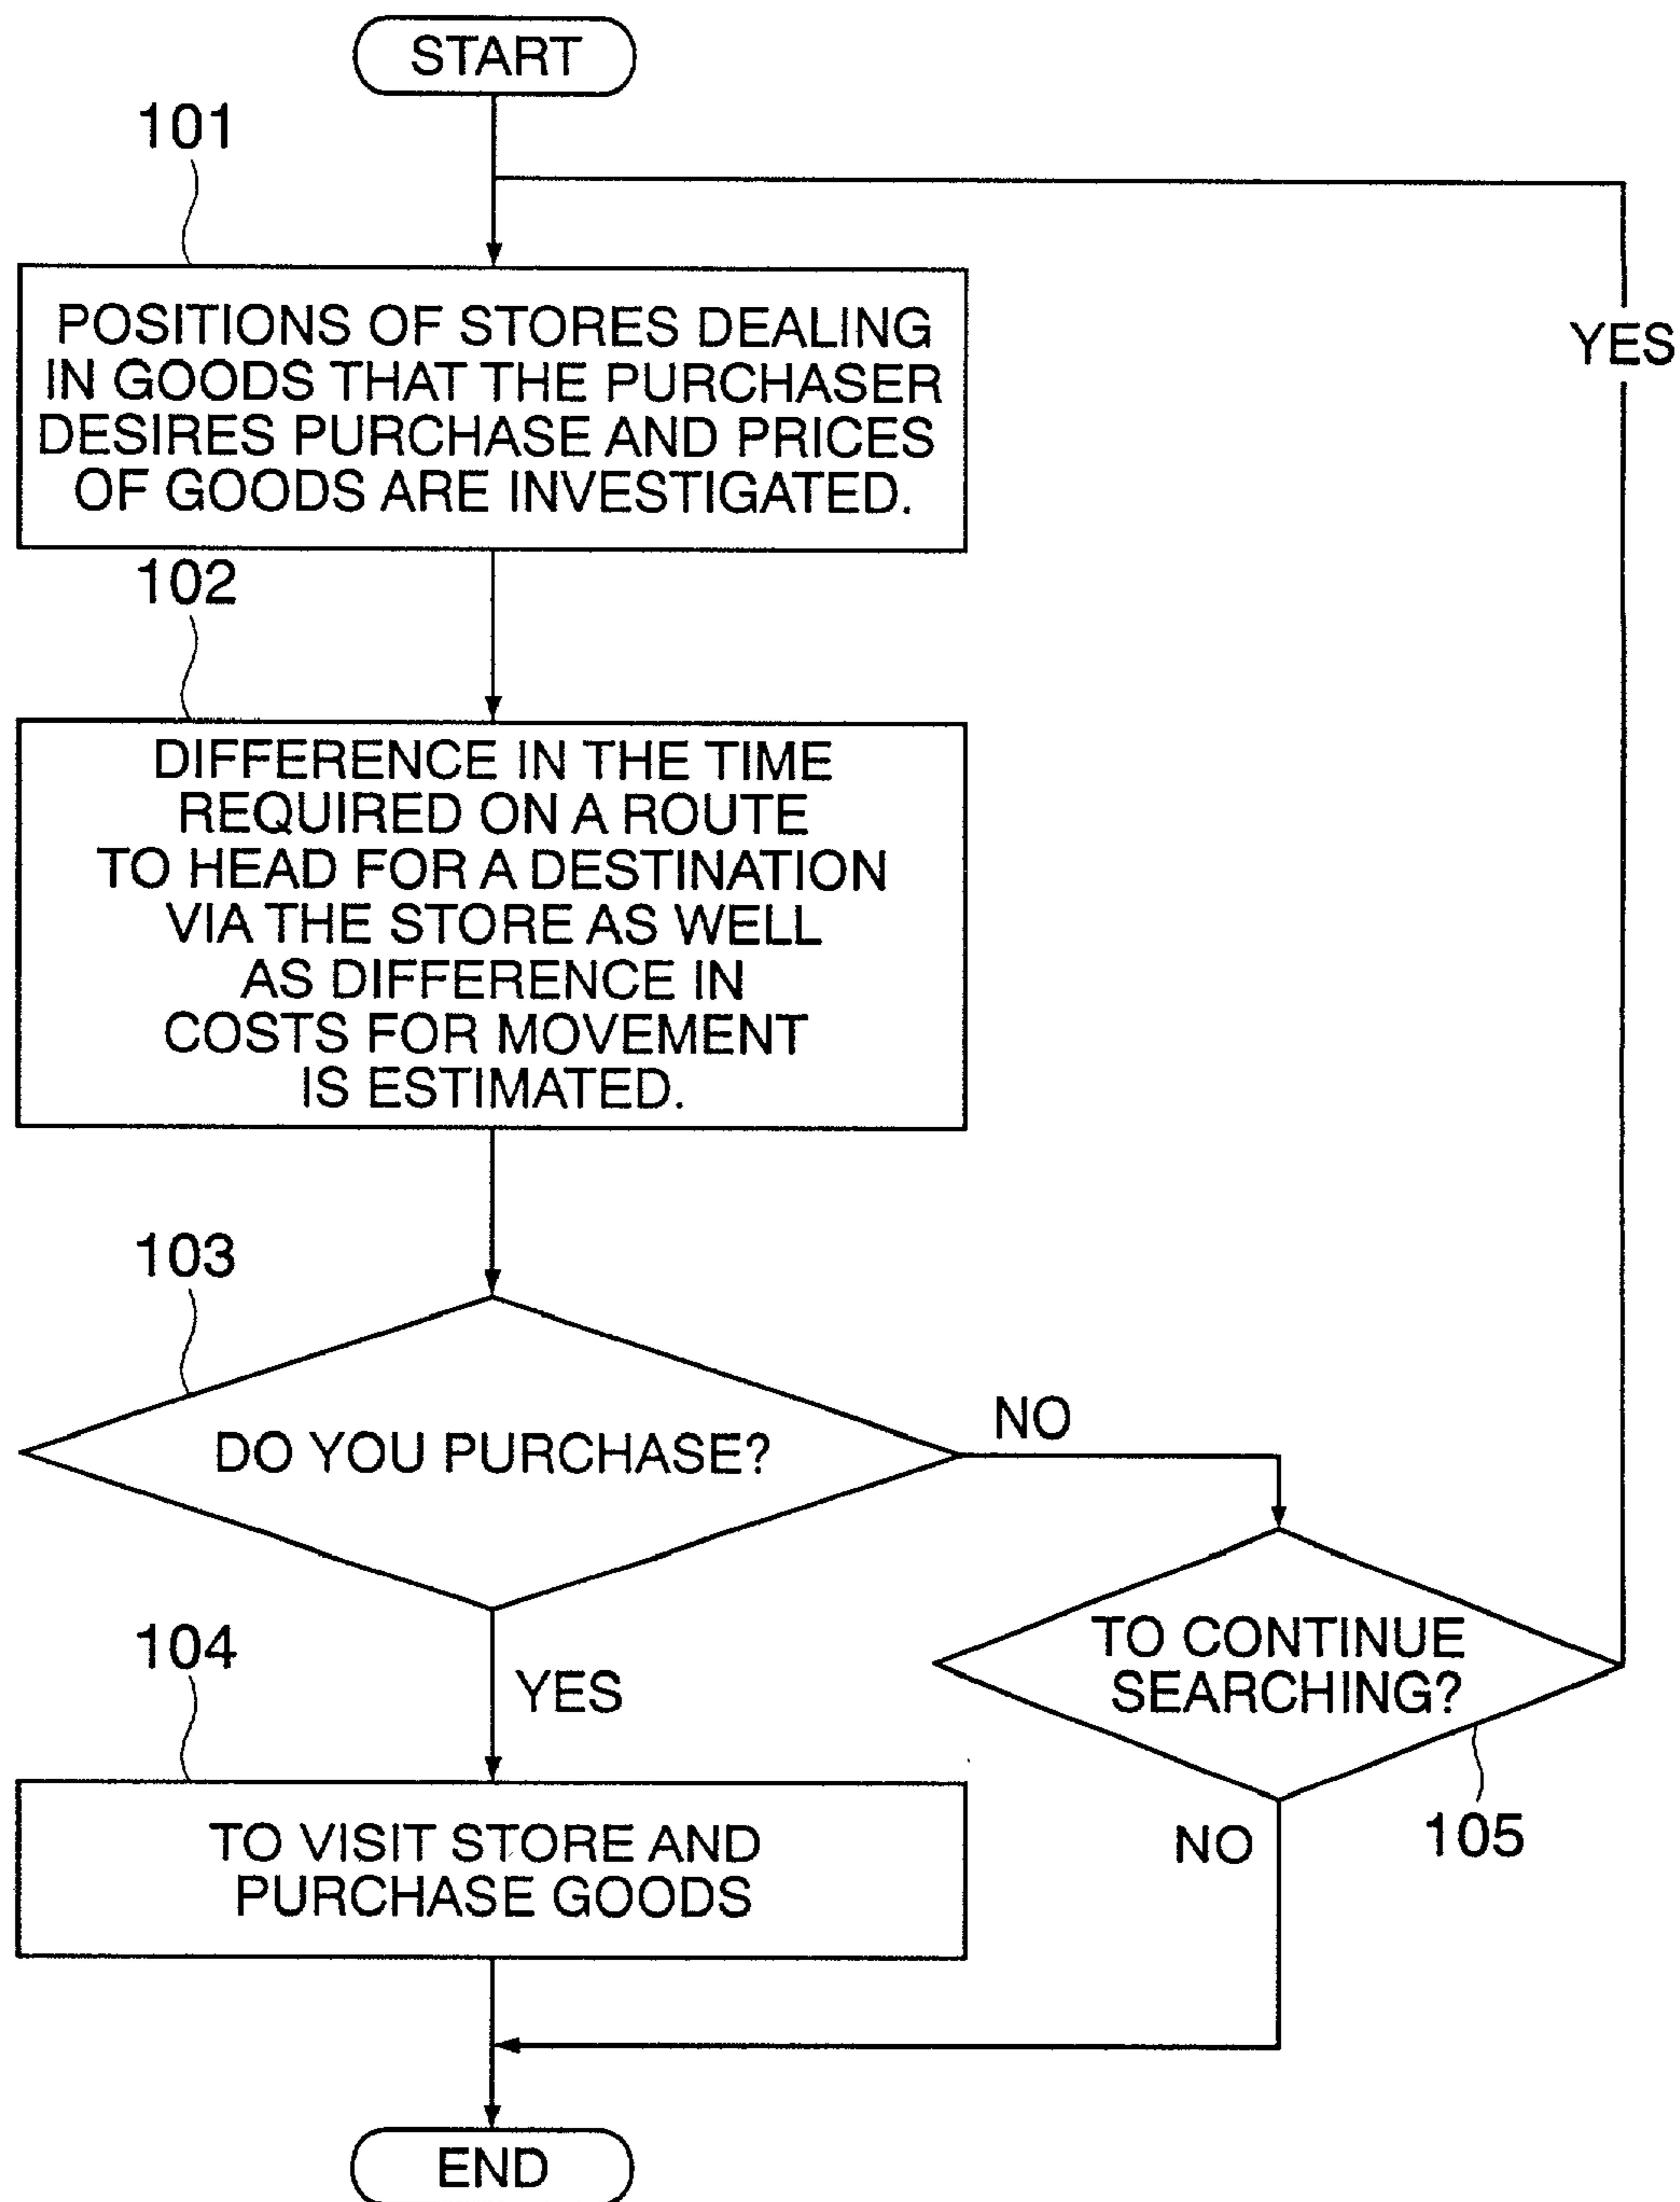 START
101
POSITIONS OF STORES DEALING
IN GOODS THAT THE PURCHASER
DESIRES PURCHASE AND PRICES
OF GOODS ARE INVESTIGATED.
YES
102
DIFFERENCE IN THE TIME
REQUIRED ON A ROUTE
TO HEAD FOR A DESTINATION
VIA THE STORE AS WELL
AS DIFFERENCE IN
COSTS FOR MOVEMENT
IS ESTIMATED.
103
DO YOU PURCHASE?
NO
TO CONTINUE
SEARCHING?
105
NO
YES
104
TO VISIT STORE AND
PURCHASE GOODS
END